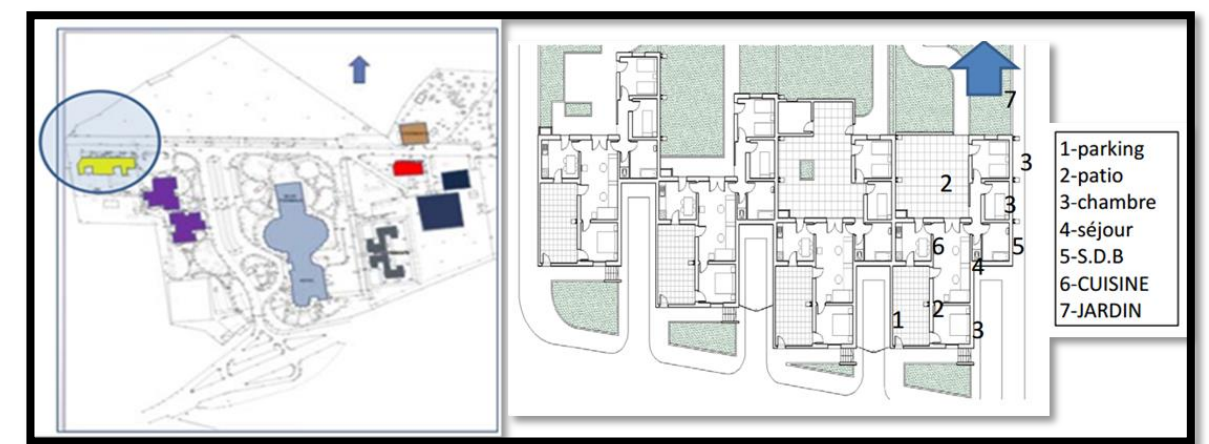 7
3
2
3
6
5
4
1
2
3
1-parking
2-patio
3-chambre
4-séjour
5-S.D.B
6-CUISINE
7-JARDIN